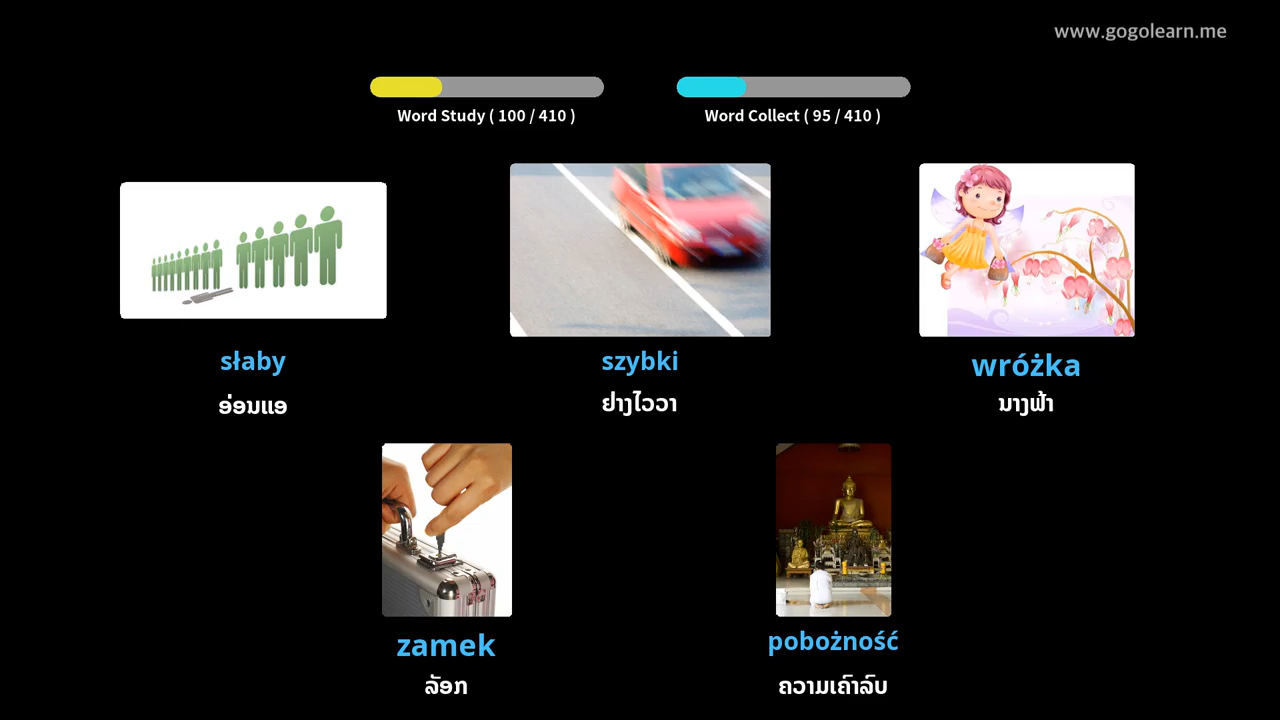 www.gogolearn.me
Word Study ( 100 / 410 )
Word Collect ( 95 / 410 )
słaby
ອ່ອນແອ
szybki
ຢ່າງໄວວາ
wróżka
ນາງຟ້າ
zamek
ລັອກ
pobożność
ຄວາມເຄົາລົບ